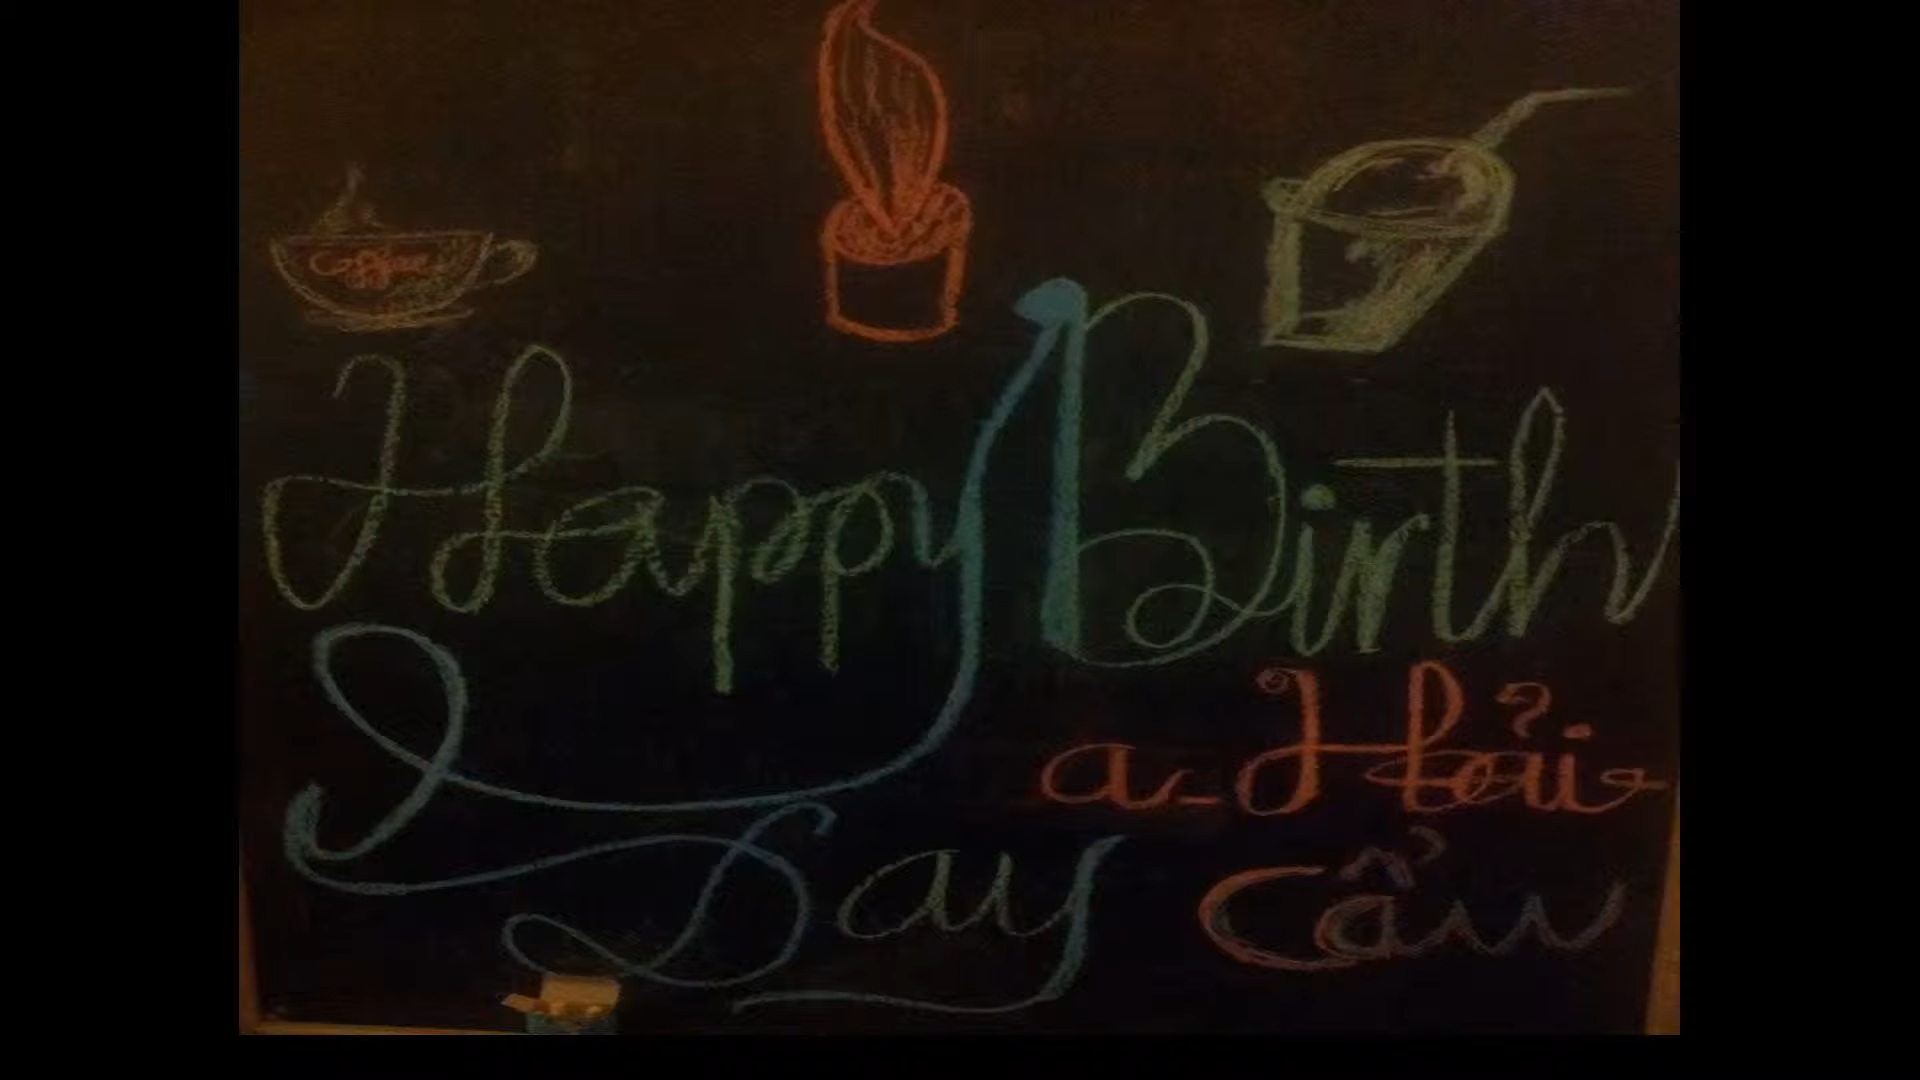 Coffee
Happy Birth
a-Hải
Day Cẩu